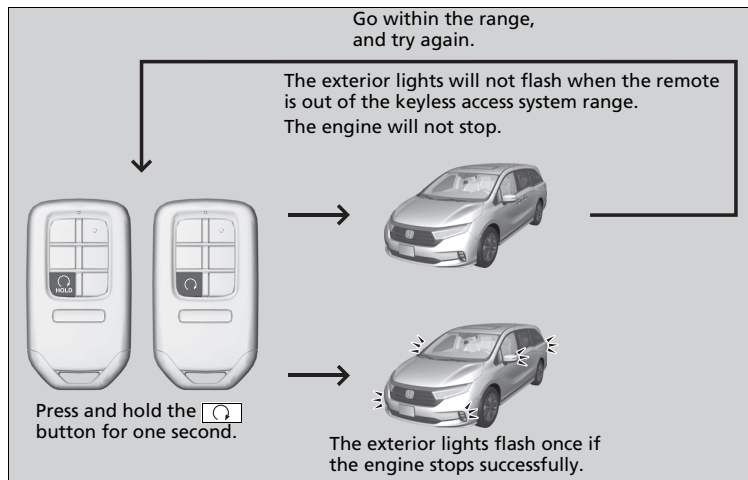 Go within the range,
and try again.
The exterior lights will not flash when the remote
is out of the keyless access system range.
The engine will not stop.
HOLD
Press and hold the
button for one second.
The exterior lights flash once if
the engine stops successfully.